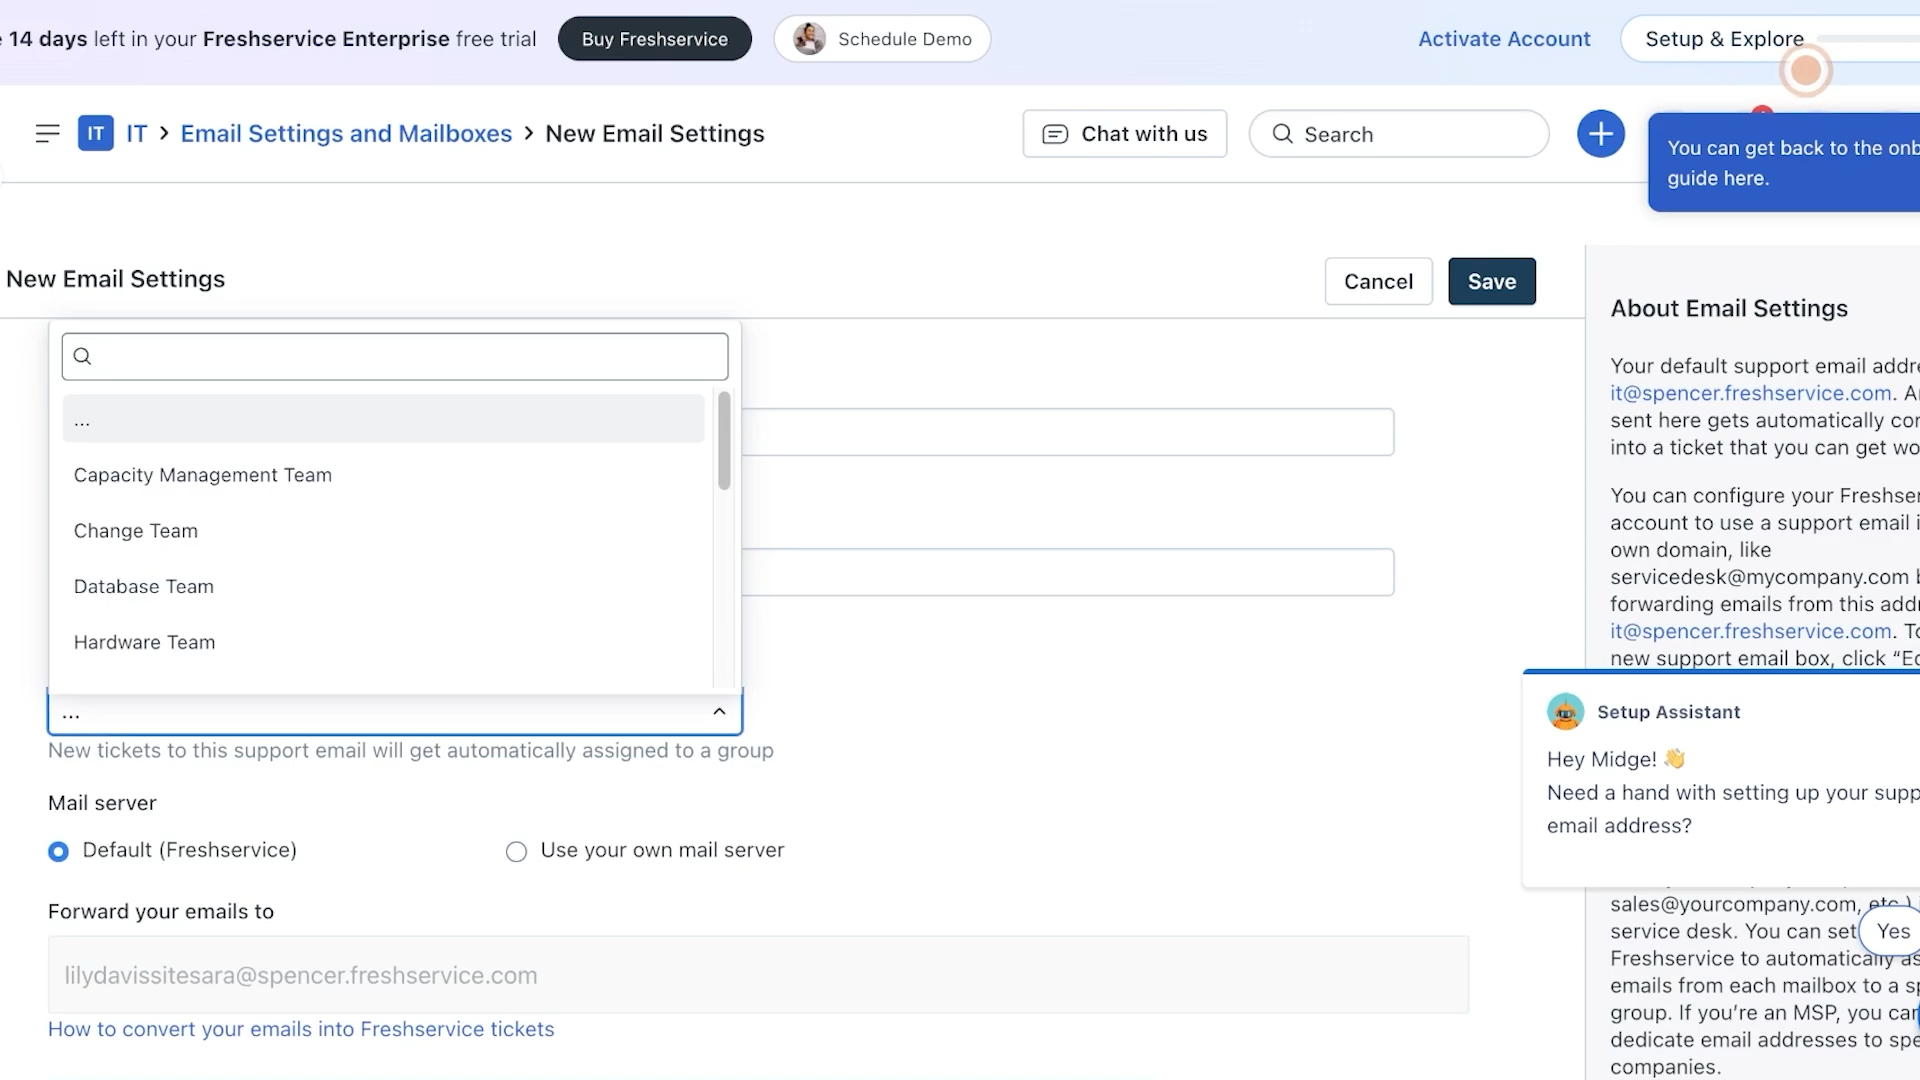 14 days left in your Freshservice Enterprise free trial
Buy Freshservice
Schedule Demo
Activate Account
Setup & Explore
IT IT > Email Settings and Mailboxes > New Email Settings
Chat with us
Search
You can get back to the onb
guide here.
New Email Settings
Cancel
Save
...
Capacity Management Team
Change Team
Database Team
Hardware Team
...
New tickets to this support email will get automatically assigned to a group
Mail server
Default (Freshservice)
Use your own mail server
Forward your emails to
lilydavissitesara@spencer.freshservice.com
How to convert your emails into Freshservice tickets
About Email Settings
Your default support email addre
it@spencer.freshservice.com. A
sent here gets automatically con
into a ticket that you can get wo
You can configure your Freshser
account to use a support email i
own domain, like
servicedesk@mycompany.com b
forwarding emails from this addr
it@spencer.freshservice.com. To
new support email box, click “Ed
Setup Assistant
Hey Midge! 👋
Need a hand with setting up your supp
email address?
sales@yourcompany.com, etc.)
service desk. You can set
Yes
Freshservice to automatically as
emails from each mailbox to a sp
group. If you’re an MSP, you can
dedicate email addresses to spe
companies.